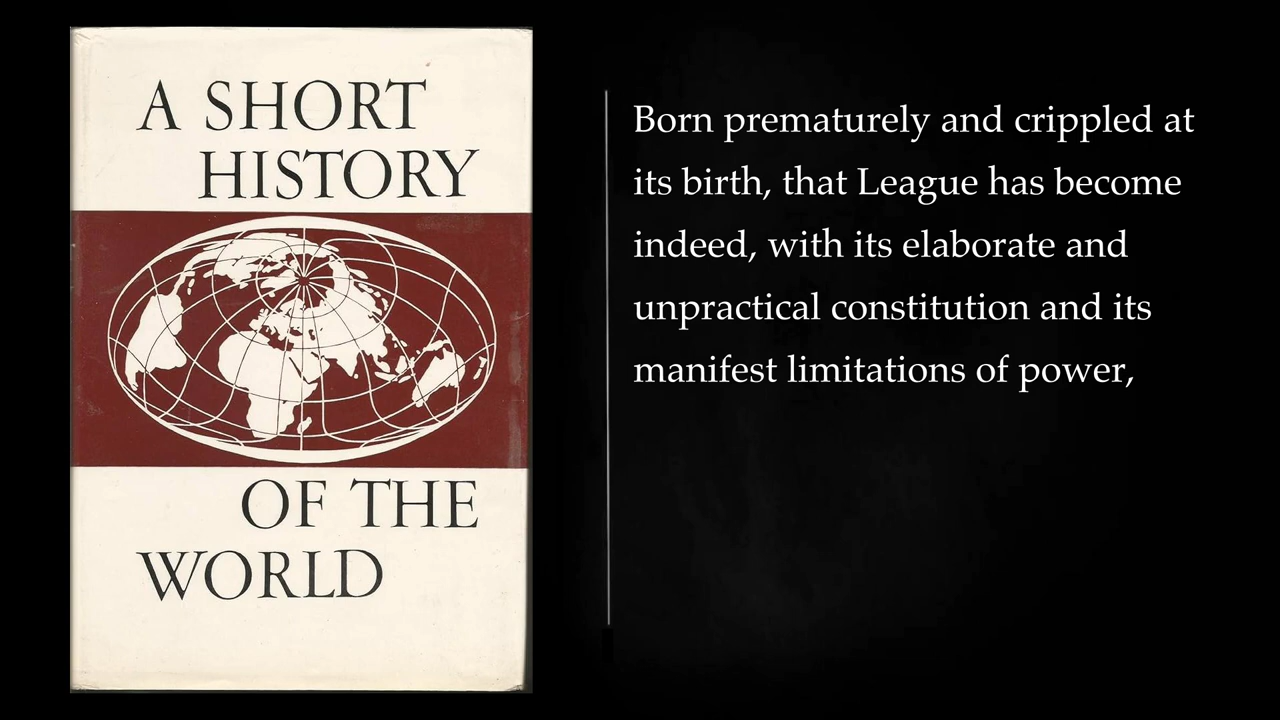 A SHORT
HISTORY
OF THE
WORLD
Born prematurely and crippled at
its birth, that League has become
indeed, with its elaborate and
unpractical constitution and its
manifest limitations of power,